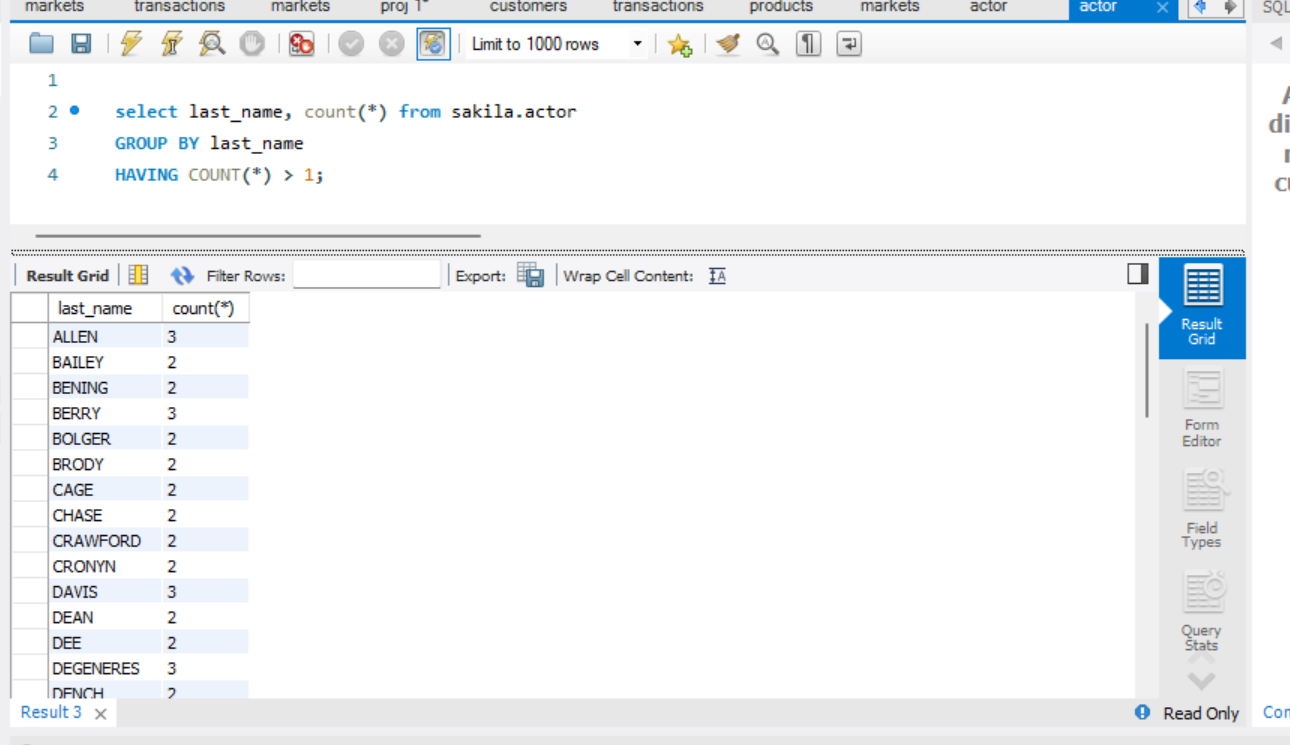 markets transactions markets proj 1* customers transactions products markets actor actor SQL
Limit to 1000 rows
1
2 select last_name, count(*) from sakila.actor
3 GROUP BY last_name
4 HAVING COUNT(*) > 1;
Result Grid Filter Rows: Export: Wrap Cell Content:
last_name count(*)
ALLEN 3
BAILEY 2
BENING 2
BERRY 3
BOLGER 2
BRODY 2
CAGE 2
CHASE 2
CRAWFORD 2
CRONYN 2
DAVIS 3
DEAN 2
DEE 2
DEGENERES 3
DENCH 2
Result
Grid
Form
Editor
Field
Types
Query
Stats
Result 3
Read Only